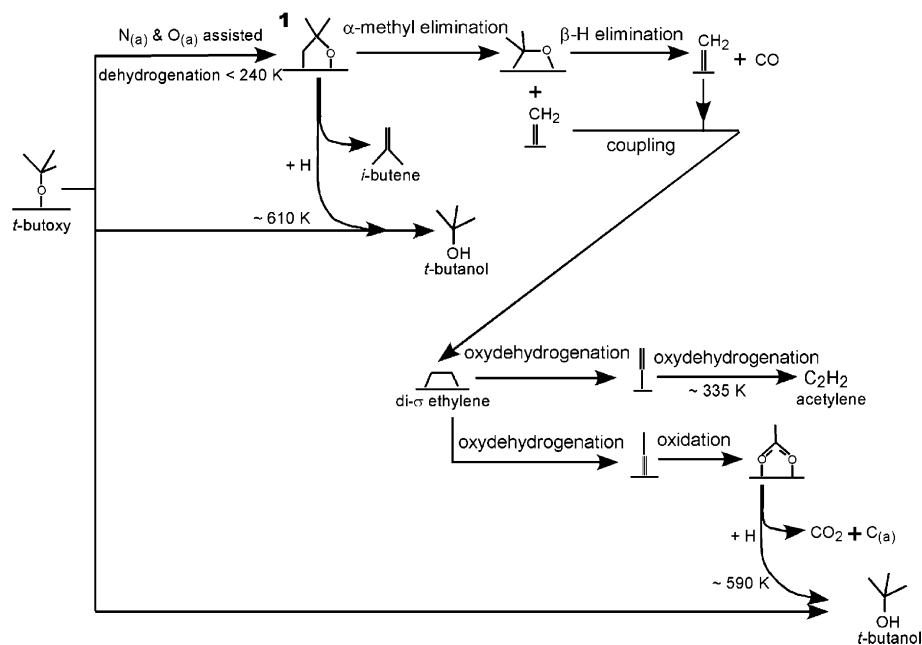 1
α-methyl elimination
β-H elimination
N(a) & O(a) assisted
dehydrogenation < 240 K
O
O
CH2
+ CO
+
CH2
coupling
+ H
i-butene
O
t-butoxy
~ 610 K
OH
t-butanol
oxydehydrogenation
oxydehydrogenation
~ 335 K
C2H2
acetylene
di-σ ethylene
oxydehydrogenation
oxidation
O O
+ H
CO2 + C(a)
~ 590 K
OH
t-butanol